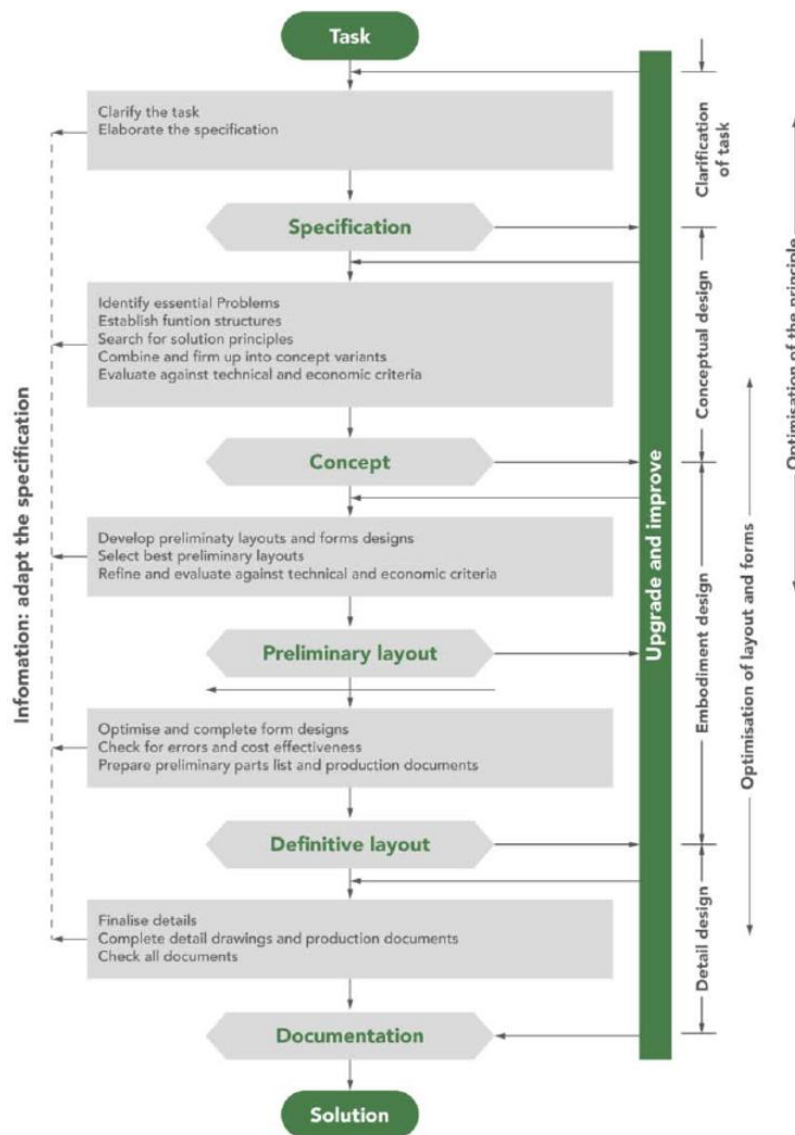 Task
Clarify the task
Elaborate the specification
Specification
Identify essential Problems
Establish funtion structures
Search for solution principles
Combine and firm up into concept variants
Evaluate against technical and economic criteria
Concept
Develop preliminaty layouts and forms designs
Select best preliminary layouts
Refine and evaluate against technical and economic criteria
Preliminary layout
Optimise and complete form designs
Check for errors and cost effectiveness
Prepare preliminary parts list and production documents
Definitive layout
Finalise details
Complete detail drawings and production documents
Check all documents
Documentation
Solution
Infomation: adapt the specification
Upgrade and improve
Clarification
of task
Conceptual design
Embodiment design
Detail design
Optimisation of layout and forms
Optimisation of the principle